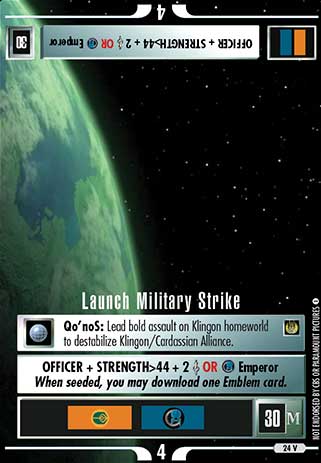 4
30
OFFICER + STRENGTH>44 + 2 OR Emperor
Launch Military Strike
Qo'noS: Lead bold assault on Klingon homeworld
to destabilize Klingon/Cardassian Alliance.
OFFICER + STRENGTH>44 + 2 OR Emperor
When seeded, you may download one Emblem card.
30 M
4
24 V
NOT ENDORSED BY CBS OR PARAMOUNT PICTURES